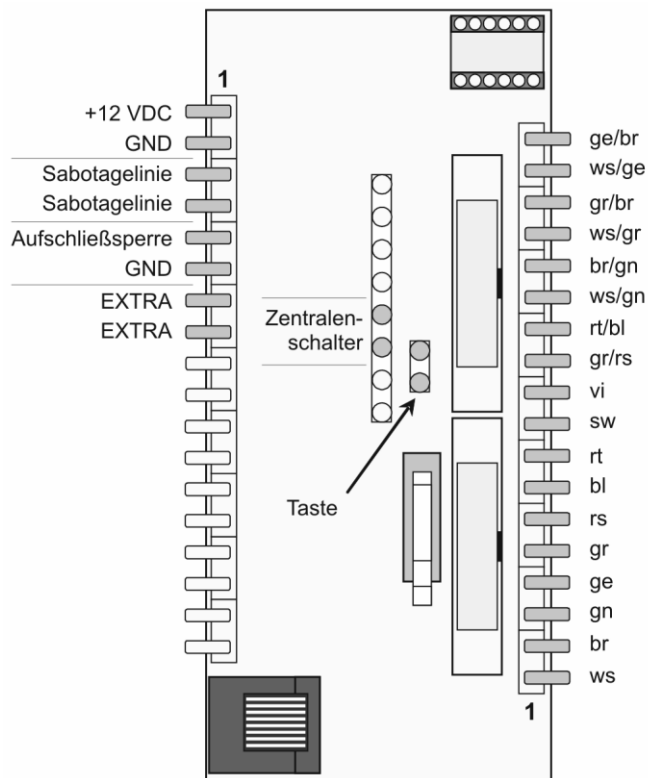 1
+12 VDC
GND
Sabotagelinie
Sabotagelinie
Aufschließsperre
GND
EXTRA
EXTRA
Zentralen-
schalter
Taste
ge/br
ws/ge
gr/br
ws/gr
br/gn
ws/gn
rt/bl
gr/rs
vi
sw
rt
bl
rs
gr
ge
gn
br
ws
1